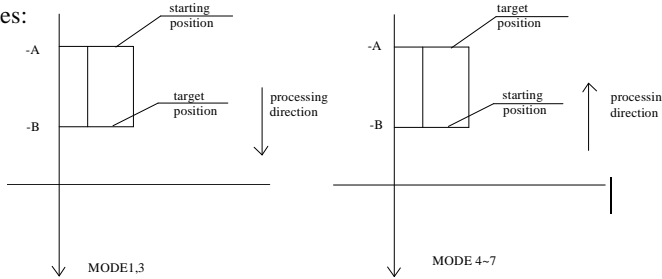 es:
starting
position
-A
target
position
-B
processing
direction
MODE1,3
target
position
-A
starting
position
-B
processin
direction
MODE 4~7